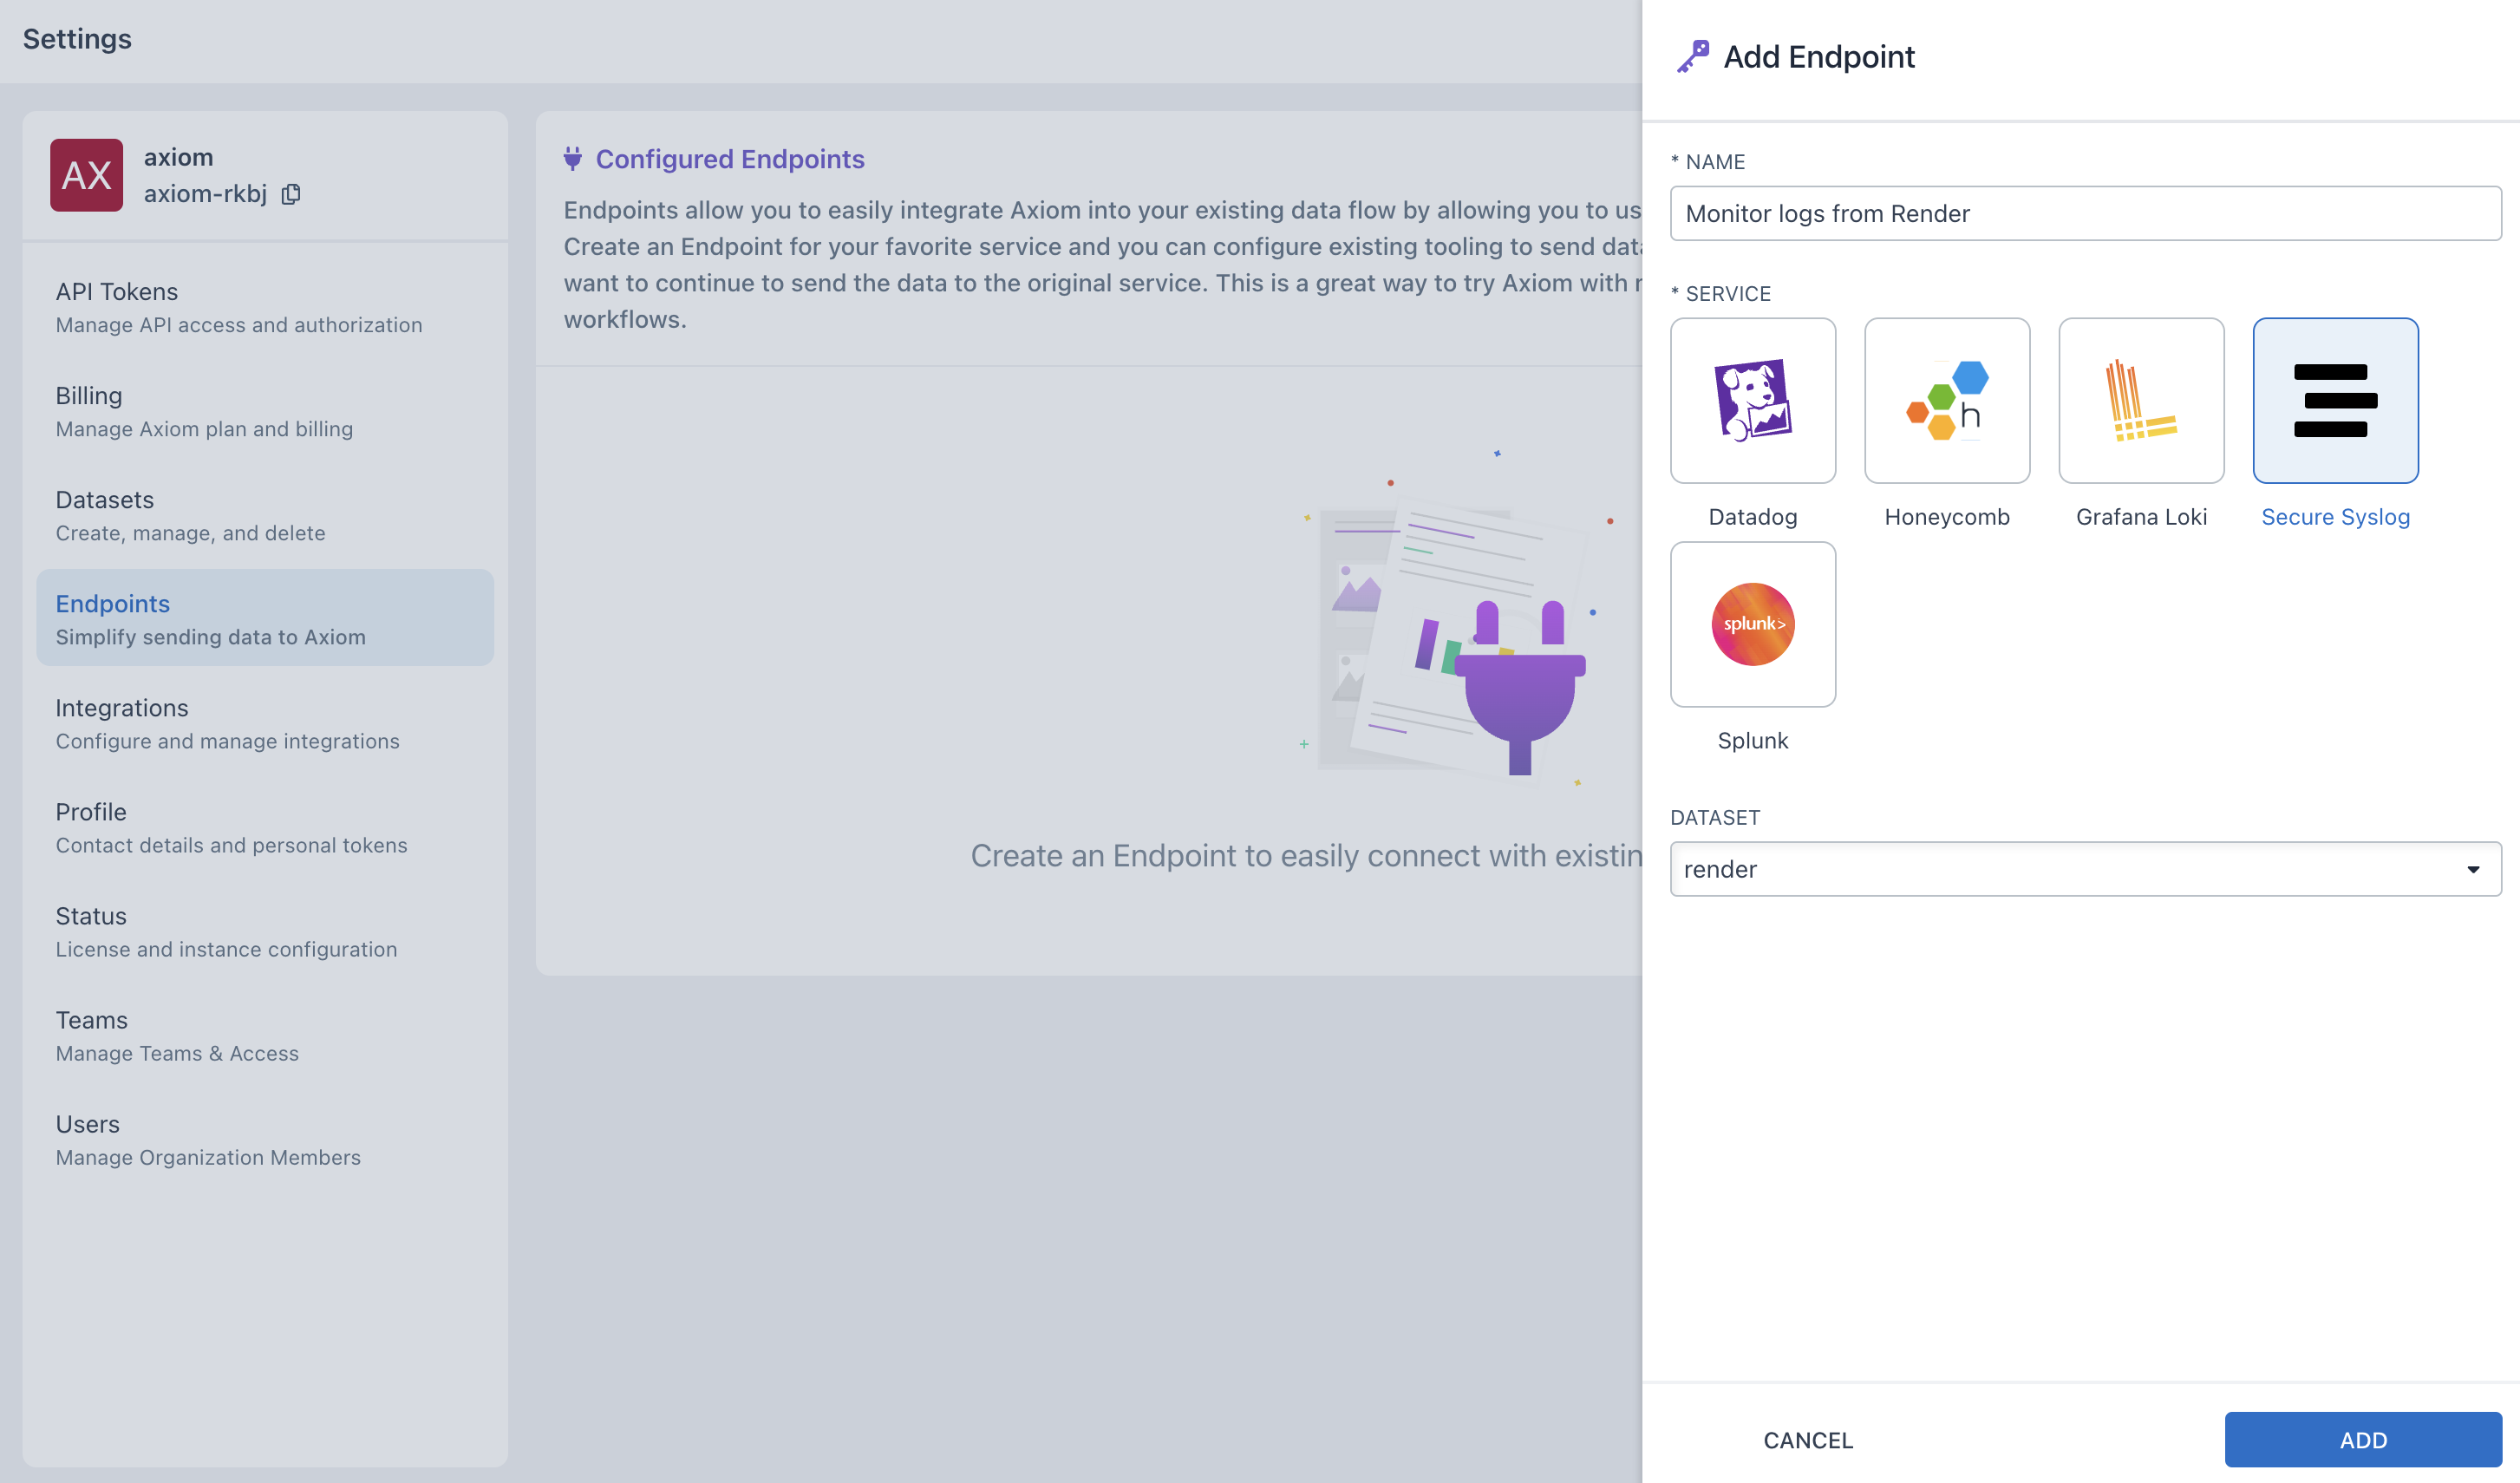 Settings
AX
axiom
axiom-rkbj
API Tokens
Manage API access and authorization
Billing
Manage Axiom plan and billing
Datasets
Create, manage, and delete
Endpoints
Simplify sending data to Axiom
Integrations
Configure and manage integrations
Profile
Contact details and personal tokens
Status
License and instance configuration
Teams
Manage Teams & Access
Users
Manage Organization Members
Configured Endpoints
Endpoints allow you to easily integrate Axiom into your existing data flow by allowing you to us
Create an Endpoint for your favorite service and you can configure existing tooling to send data
want to continue to send the data to the original service. This is a great way to try Axiom with
workflows.
Create an Endpoint to easily connect with existin
Add Endpoint
* NAME
Monitor logs from Render
* SERVICE
h
Datadog
Honeycomb
Grafana Loki
Secure Syslog
splunk>
Splunk
DATASET
render
CANCEL
ADD